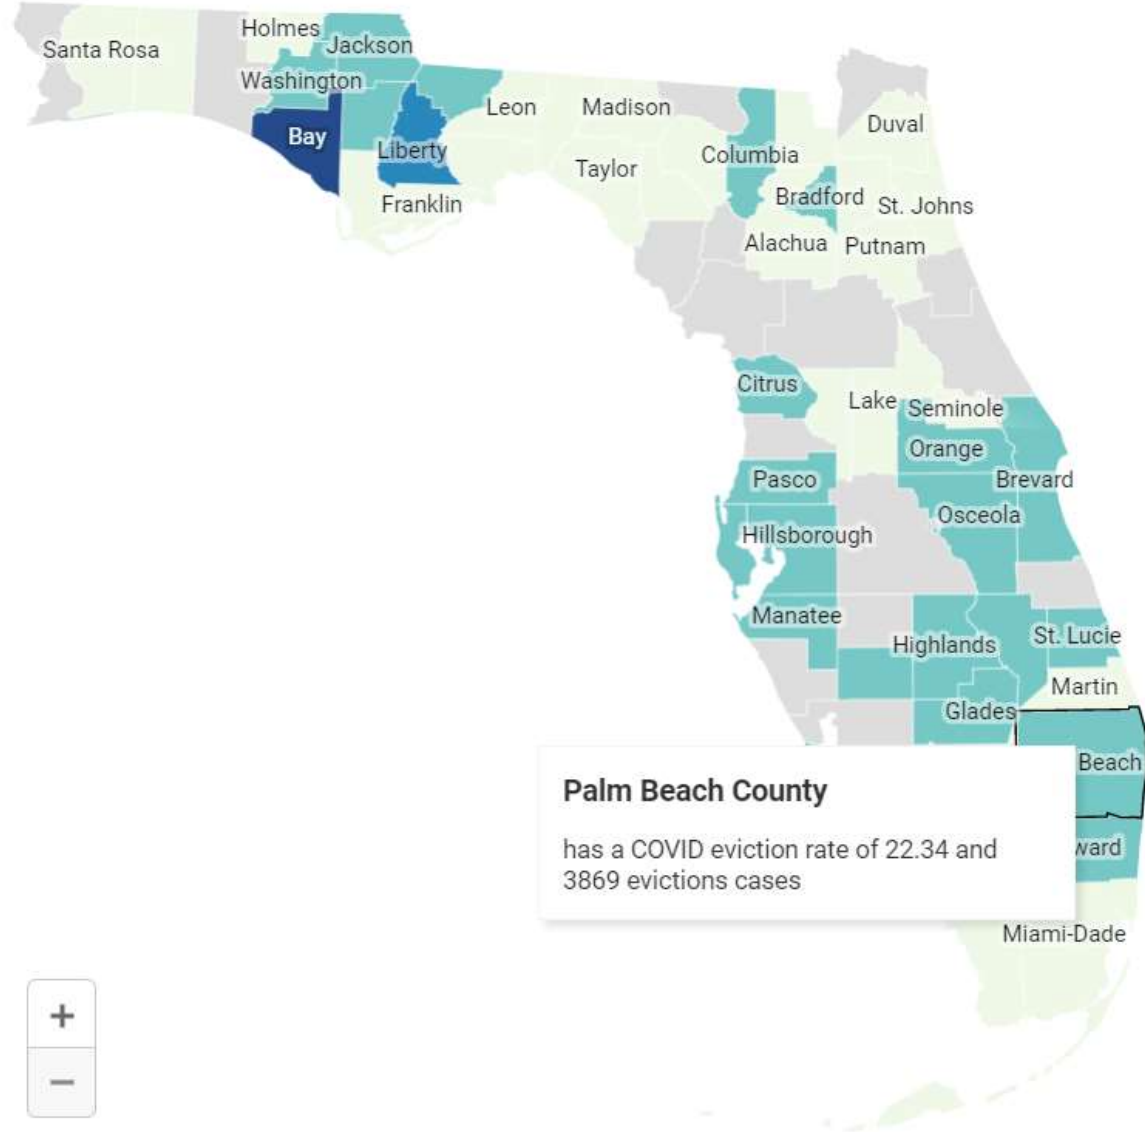 Holmes
Jackson
Santa Rosa
Washington
Leon
Madison
Duval
Bay
Liberty
Columbia
Taylor
Bradford
Franklin
St. Johns
Alachua
Putnam
Citrus
Lake
Seminole
Orange
Pasco
Brevard
Osceola
Hillsborough
Manatee
St. Lucie
Highlands
Martin
Glades
Beach
Palm Beach County
has a COVID eviction rate of 22.34 and
3869 evictions cases
ward
Miami-Dade
+
−